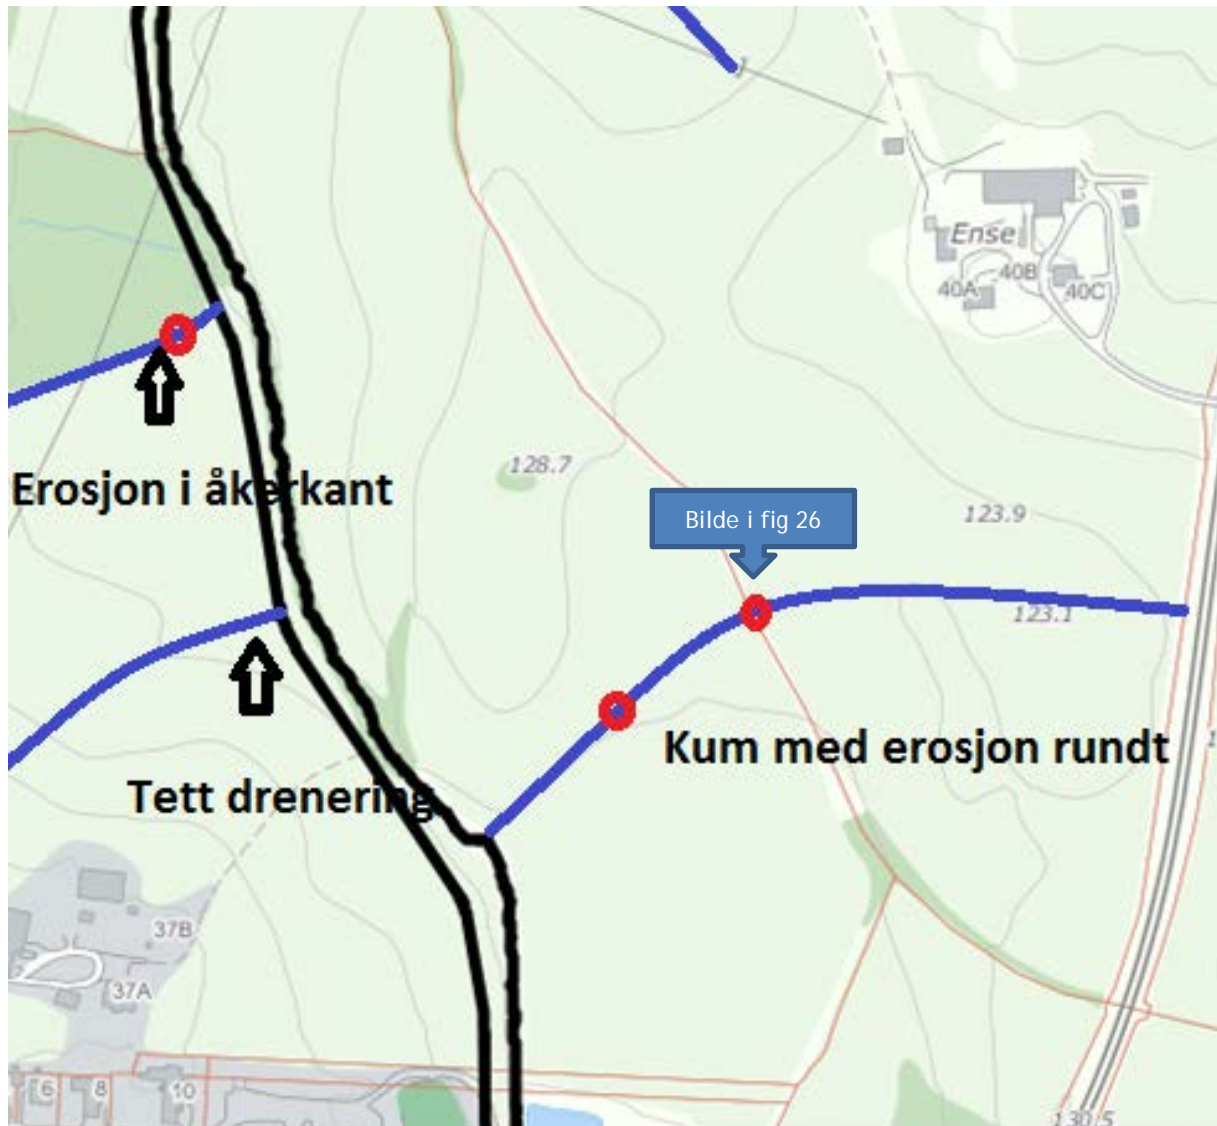 Ense
40B
40A
40C
Erosjon i åkerkant
128.7
Bilde i fig 26
123.9
123.1
Kum med erosjon rundt
Tett drenering
37B
37A
6
8
10
130.5